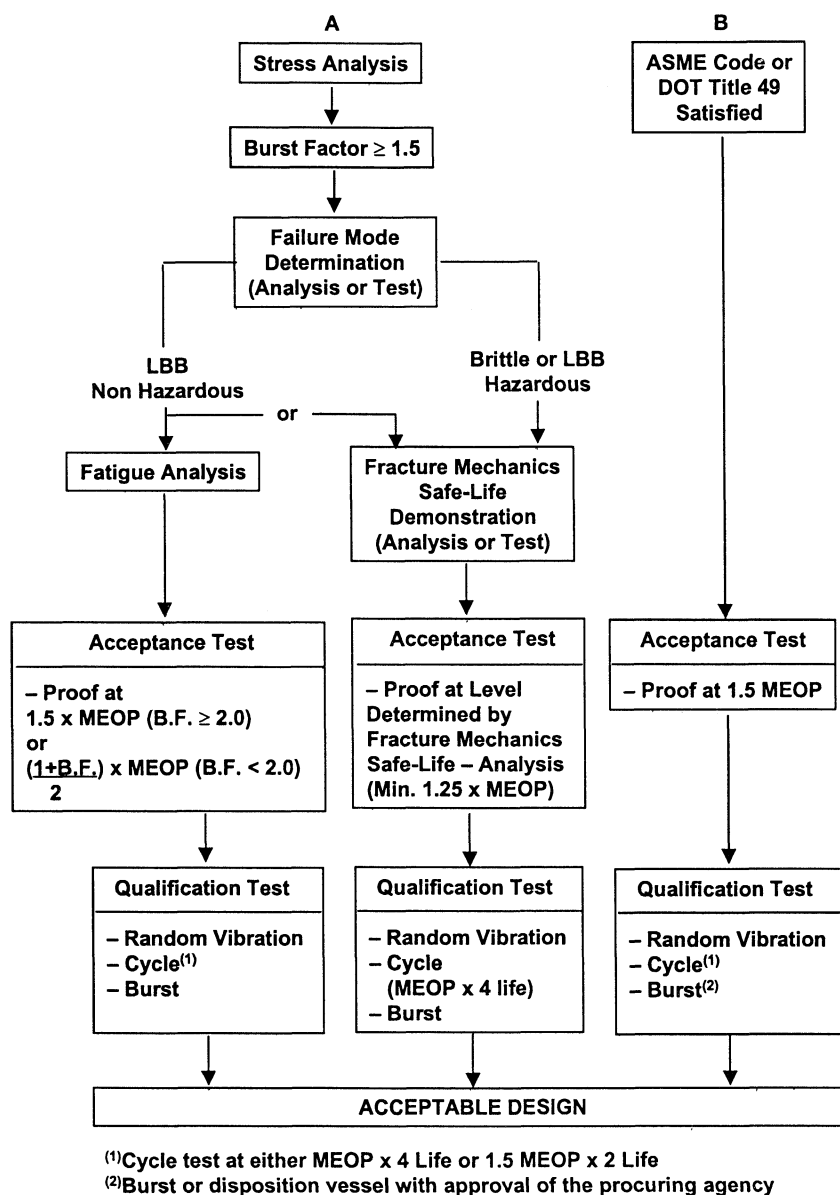 A
Stress Analysis
Burst Factor ≥ 1.5
Failure Mode
Determination
(Analysis or Test)
LBB
Non Hazardous
or
Brittle or LBB
Hazardous
Fatigue Analysis
Fracture Mechanics
Safe-Life
Demonstration
(Analysis or Test)
Acceptance Test
– Proof at
1.5 x MEOP (B.F. ≥ 2.0)
or
(1+B.F.) x MEOP (B.F. < 2.0)
2
Acceptance Test
– Proof at Level
Determined by
Fracture Mechanics
Safe-Life – Analysis
(Min. 1.25 x MEOP)
Qualification Test
– Random Vibration
– Cycle(1)
– Burst
Qualification Test
– Random Vibration
– Cycle
(MEOP x 4 life)
– Burst
B
ASME Code or
DOT Title 49
Satisfied
Acceptance Test
– Proof at 1.5 MEOP
Qualification Test
– Random Vibration
– Cycle(1)
– Burst(2)
ACCEPTABLE DESIGN
(1)Cycle test at either MEOP x 4 Life or 1.5 MEOP x 2 Life
(2)Burst or disposition vessel with approval of the procuring agency